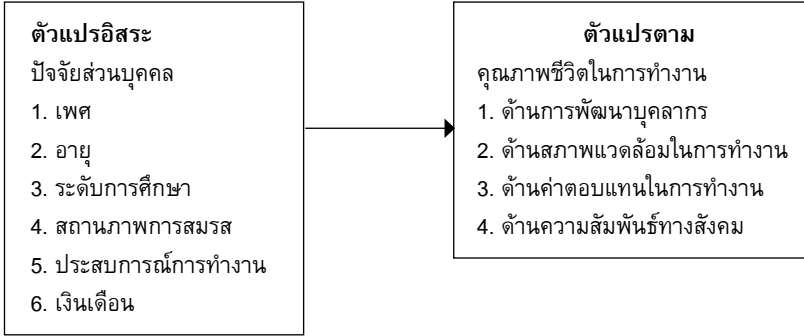 ตัวแปรอิสระ
ปัจจัยส่วนบุคคล
1. เพศ
2. อายุ
3. ระดับการศึกษา
4. สถานภาพการสมรส
5. ประสบการณ์การทำงาน
6. เงินเดือน
ตัวแปรตาม
คุณภาพชีวิตในการทำงาน
1. ด้านการพัฒนาบุคลากร
2. ด้านสภาพแวดล้อมในการทำงาน
3. ด้านค่าตอบแทนในการทำงาน
4. ด้านความสัมพันธ์ทางสังคม